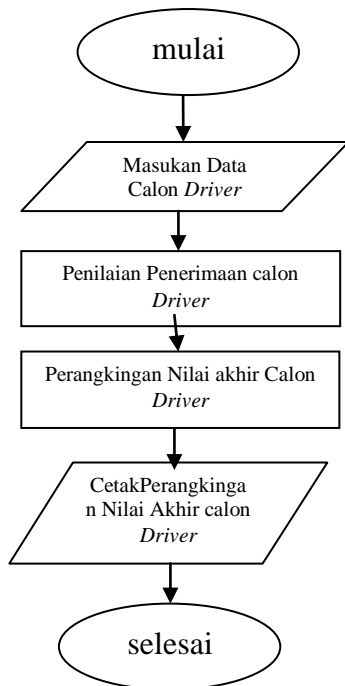 mulai
Masukan Data
Calon Driver
Penilaian Penerimaan calon
Driver
Perangkingan Nilai akhir Calon
Driver
CetakPerangkinga
n Nilai Akhir calon
Driver
selesai